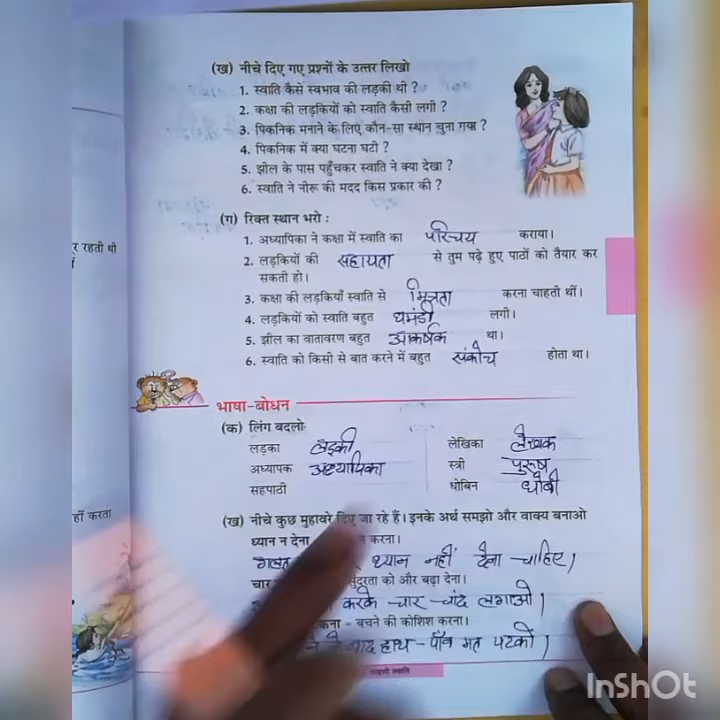 (ख) नीचे दिए गए प्रश्नों के उत्तर लिखो
1. स्वाति कैसे स्वभाव की लड़की थी ?
2. कक्षा की लड़कियों को स्वाति कैसी लगी ?
3. पिकनिक मनाने के लिए कौन-सा स्थान चुना गया ?
4. पिकनिक में क्या घटना घटी ?
5. झील के पास पहुँचकर स्वाति ने क्या देखा ?
6. स्वाति ने नीरू की मदद किस प्रकार की ?
(ग) रिक्त स्थान भरो :
1. अध्यापिका ने कक्षा में स्वाति का परिचय कराया।
2. लड़कियों की सहायता से तुम पढ़े हुए पाठों को तैयार कर
सकती हो।
3. कक्षा की लड़कियाँ स्वाति से मित्रता करना चाहती थीं।
4. लड़कियों को स्वाति बहुत घमंडी लगी।
5. झील का वातावरण बहुत आकर्षक था।
6. स्वाति को किसी से बात करने में बहुत संकोच होता था।
र रहती थी
भाषा-बोधन
(क) लिंग बदलो
लड़का लड़की लेखिका लेखक
अध्यापक अध्यापिका स्त्री पुरुष
सहपाठी धोबिन धोबी
हीं करता
(ख) नीचे कुछ मुहावरे दिए जा रहे हैं। इनके अर्थ समझो और वाक्य बनाओ
ध्यान न देना करना।
ध्यान नहीं देना चाहिए।
चार सुंदरता को और बढ़ा देना।
करके चार-चांद लगाओ।
= बचने की कोशिश करना।
बाद हाथ-पाँव मत पटको।
InShOt